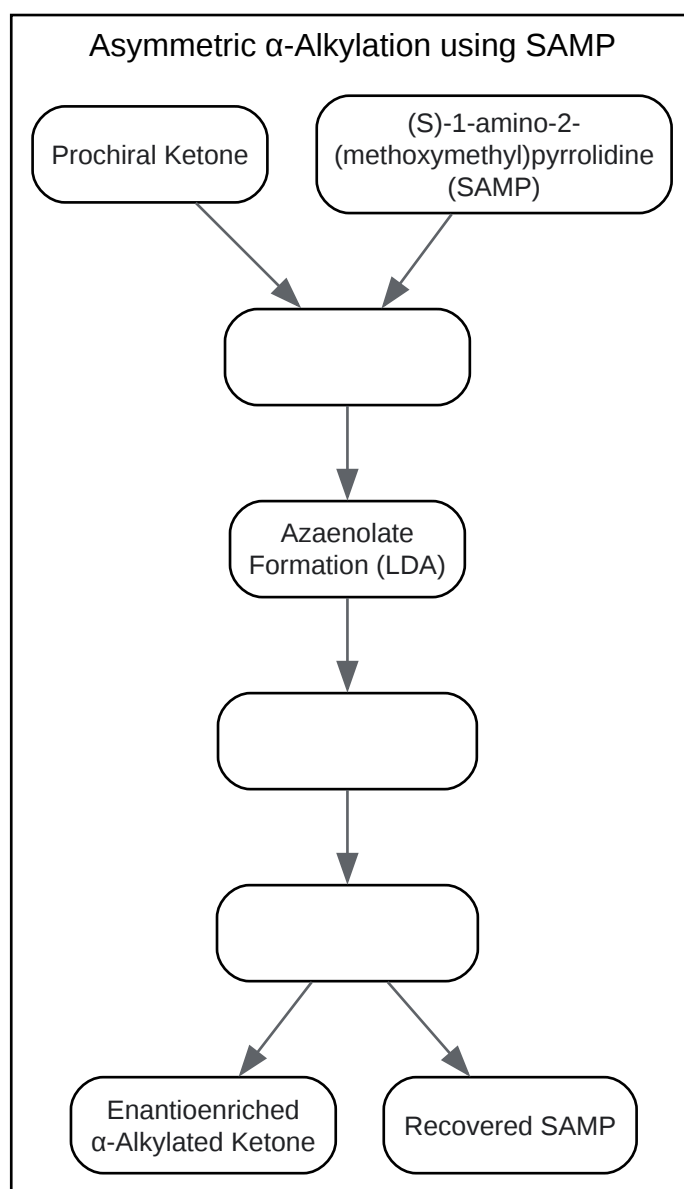 Asymmetric α-Alkylation using SAMP
Prochiral Ketone
(S)-1-amino-2-
(methoxymethyl)pyrrolidine
(SAMP)
Azaenolate
Formation (LDA)
Enantioenriched
α-Alkylated Ketone
Recovered SAMP